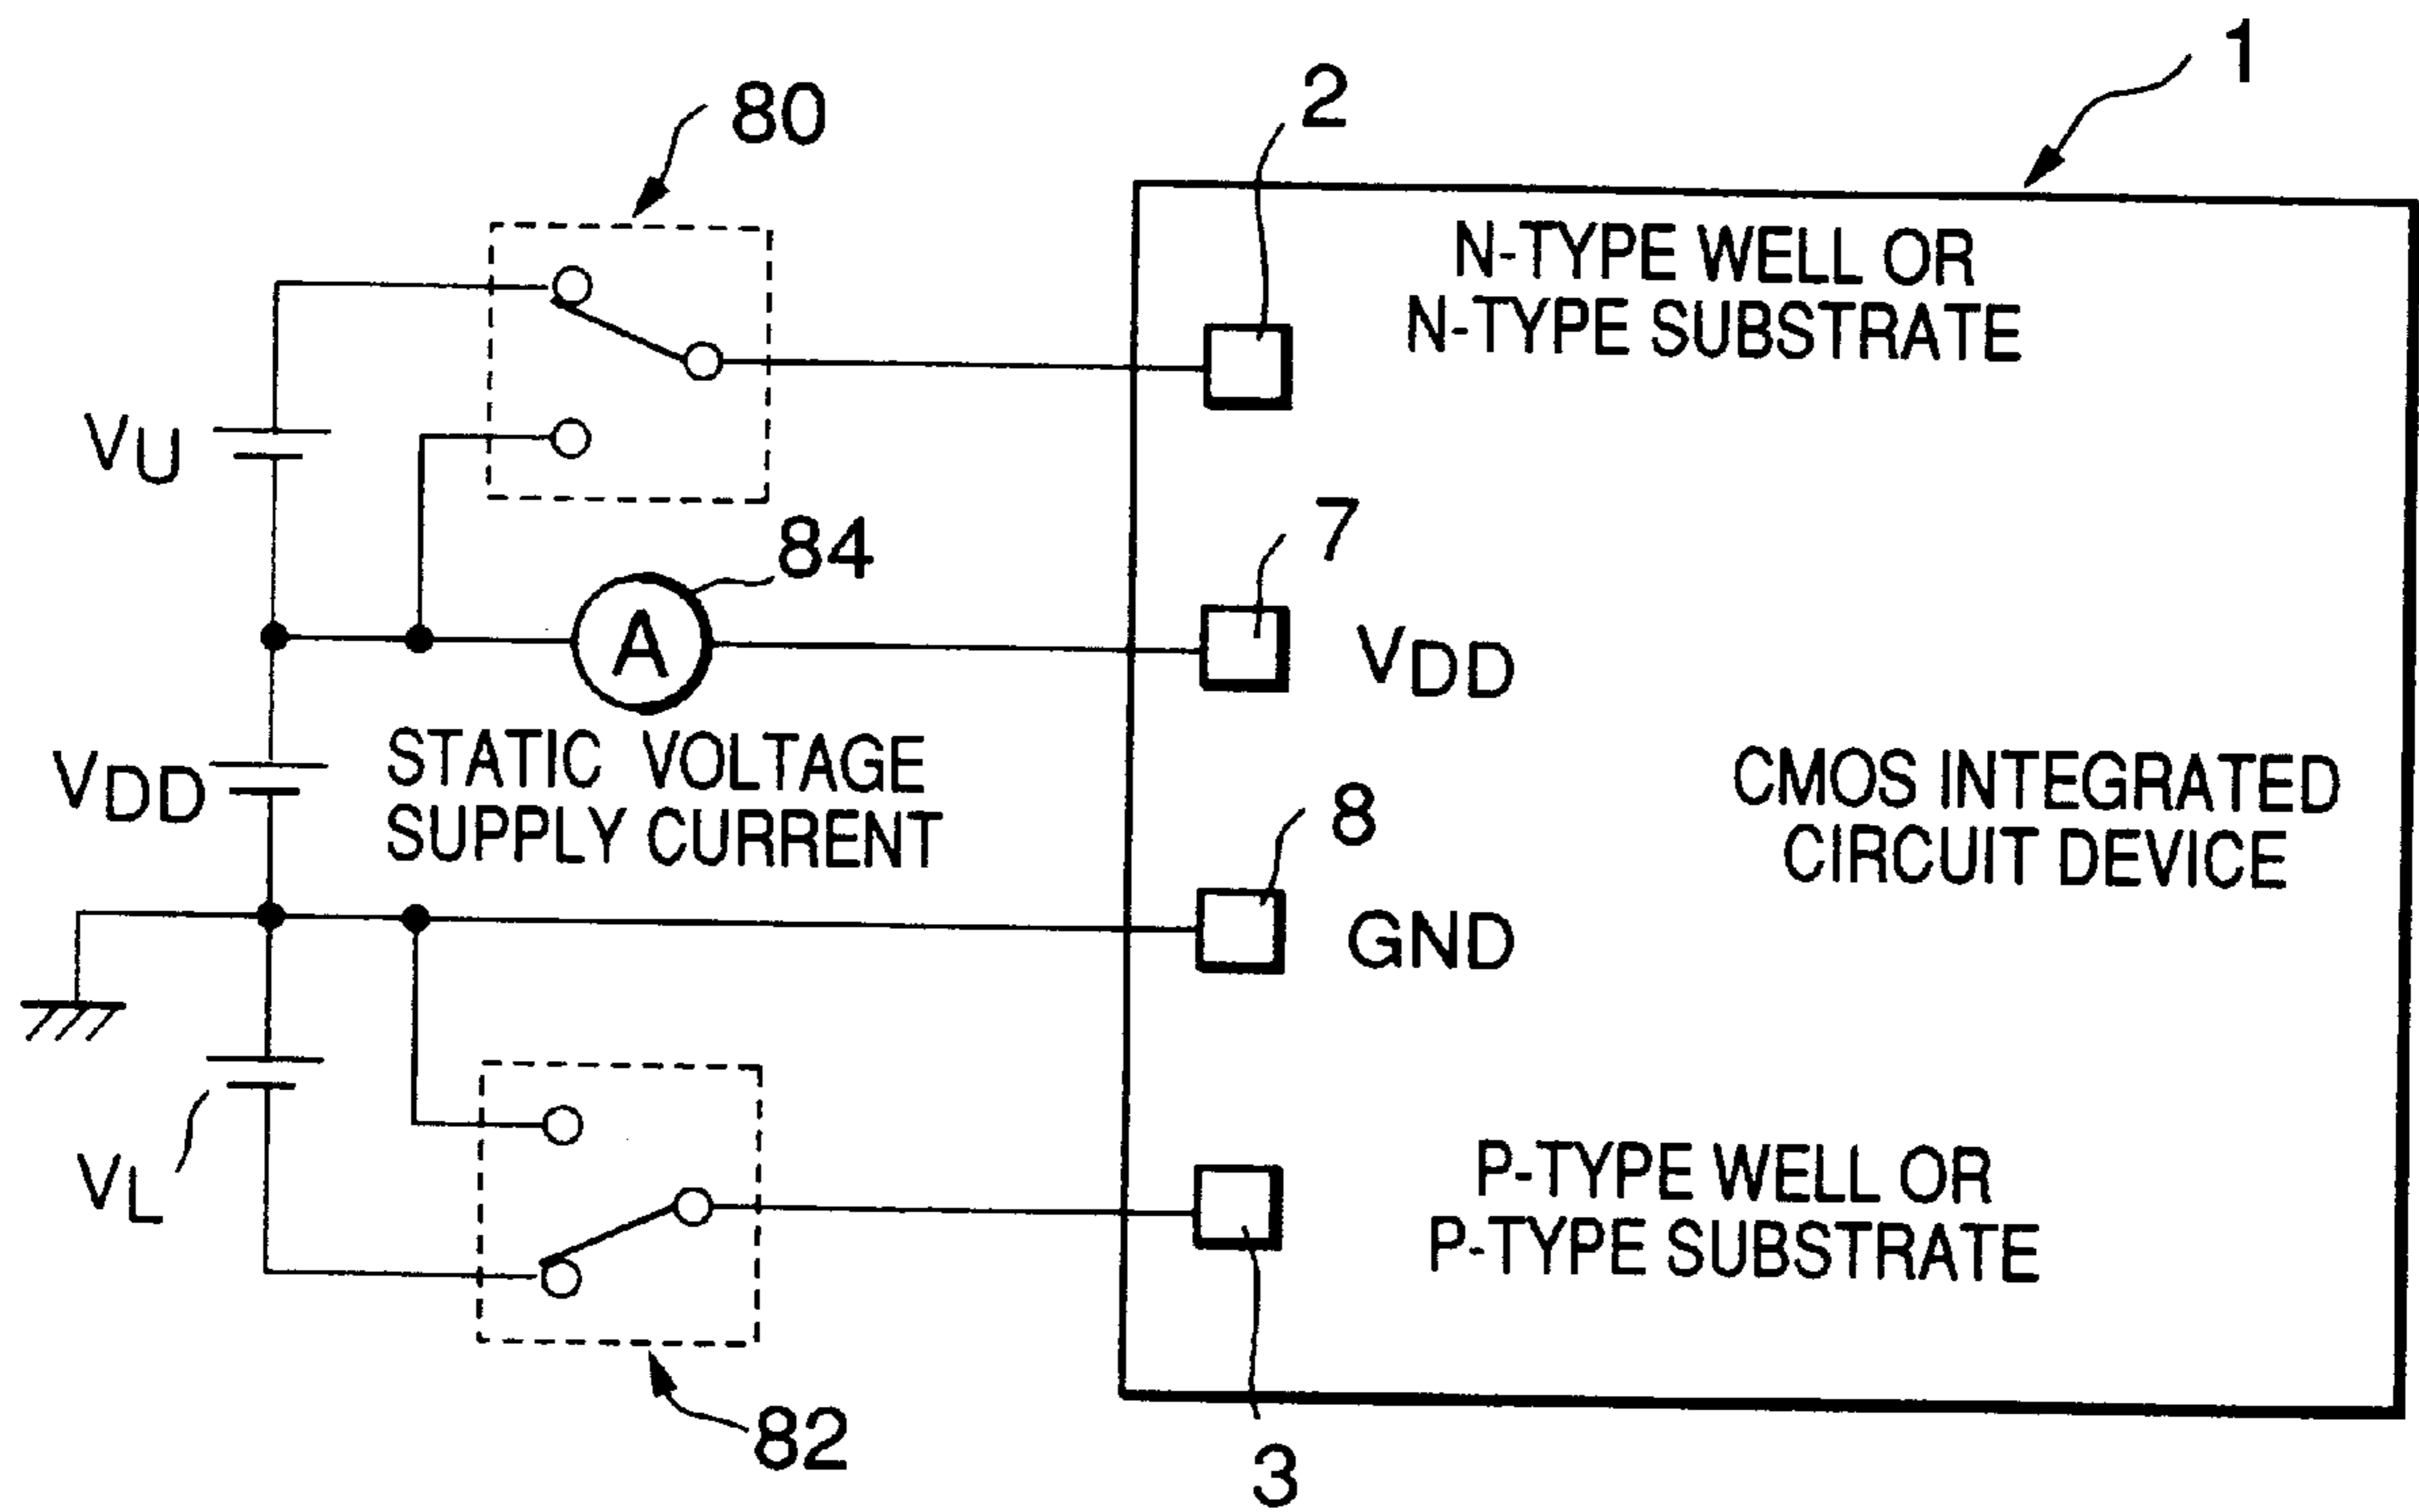 1
2
80
N-TYPE WELL OR
N-TYPE SUBSTRATE
VU
84
7
A
VDD
VDD
STATIC VOLTAGE
SUPPLY CURRENT
8
CMOS INTEGRATED
CIRCUIT DEVICE
GND
VL
P-TYPE WELL OR
P-TYPE SUBSTRATE
82
3